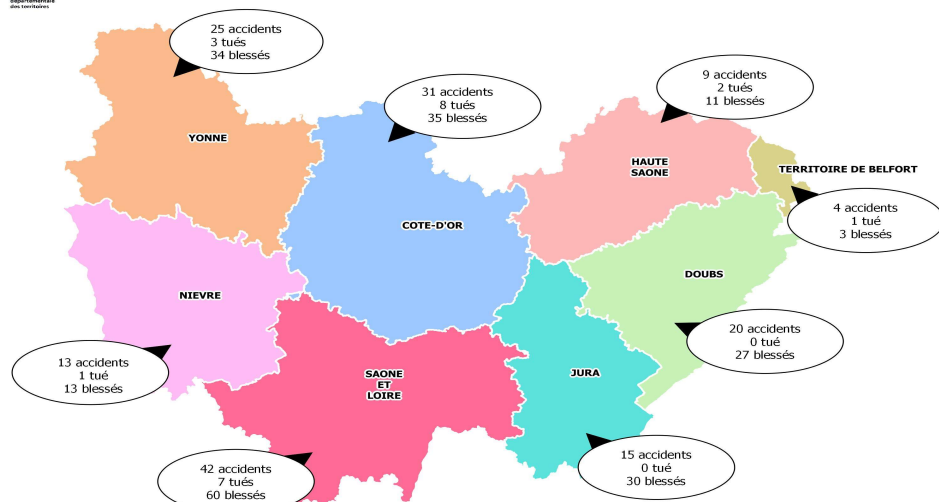 départementale
des territoires
25 accidents
3 tués
34 blessés
31 accidents
8 tués
35 blessés
9 accidents
2 tués
11 blessés
YONNE
HAUTE
SAONE
TERRITOIRE DE BELFORT
4 accidents
1 tué
3 blessés
COTE-D'OR
DOUBS
NIEVRE
20 accidents
0 tué
27 blessés
13 accidents
1 tué
13 blessés
SAONE
ET
LOIRE
JURA
15 accidents
0 tué
30 blessés
42 accidents
7 tués
60 blessés